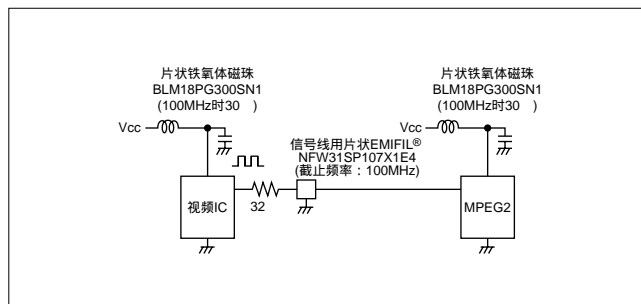 片状铁氧体磁珠
BLM18PG300SN1
(100MHz时30 )
Vcc
片状铁氧体磁珠
BLM18PG300SN1
(100MHz时30 )
Vcc
信号线用片状EMIFIL®
NFW31SP107X1E4
(截止频率：100MHz)
视频IC
32
MPEG2